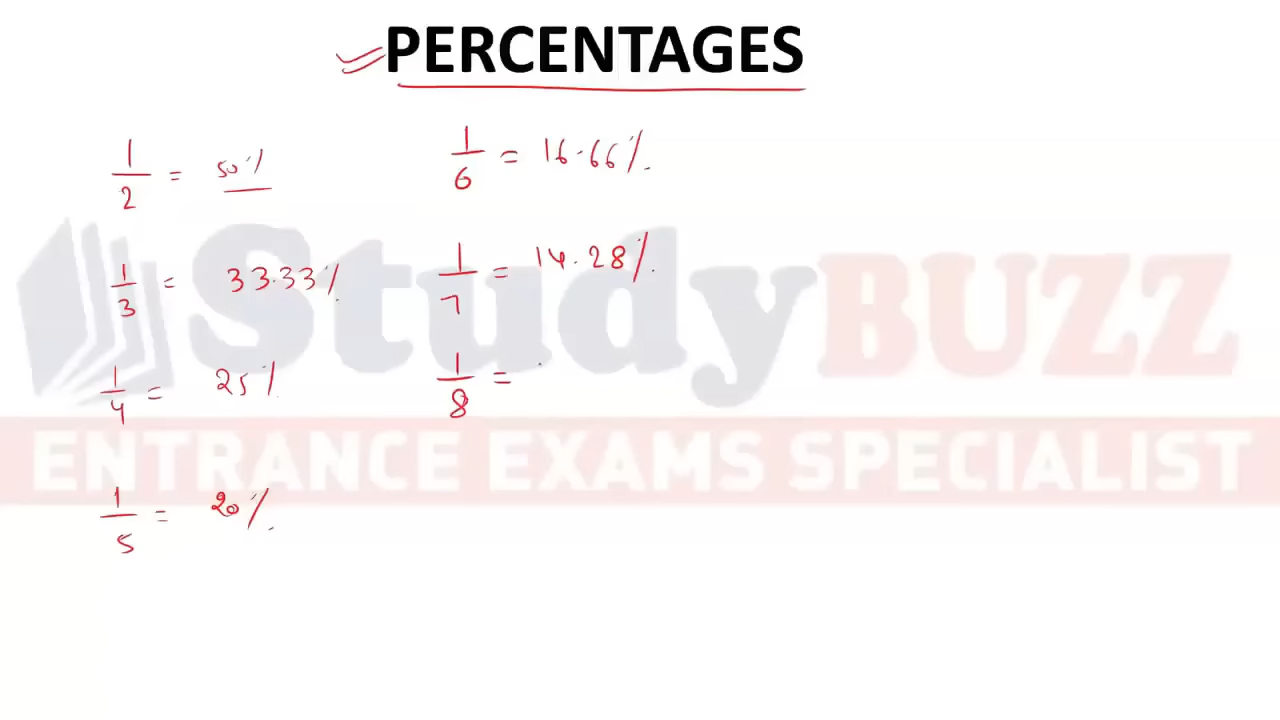 PERCENTAGES
1/2 = 50%
1/3 = 33.33%
1/4 = 25%
1/5 = 20%
1/6 = 16.66%
1/7 = 14.28%
1/8 =
StudyBUZZ
ENTRANCE EXAMS SPECIALIST